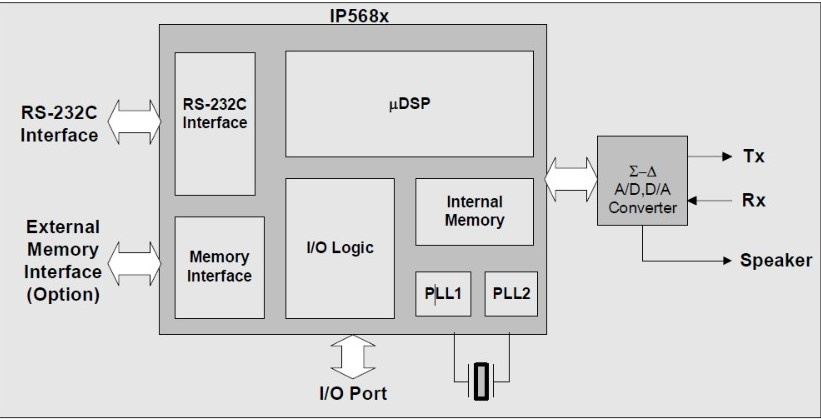 IP568x
RS-232C
Interface
RS-232C
Interface
μDSP
Σ–Δ
A/D,D/A
Converter
Tx
Rx
Speaker
External
Memory
Interface
(Option)
Memory
Interface
I/O Logic
Internal
Memory
PLL1
PLL2
I/O Port